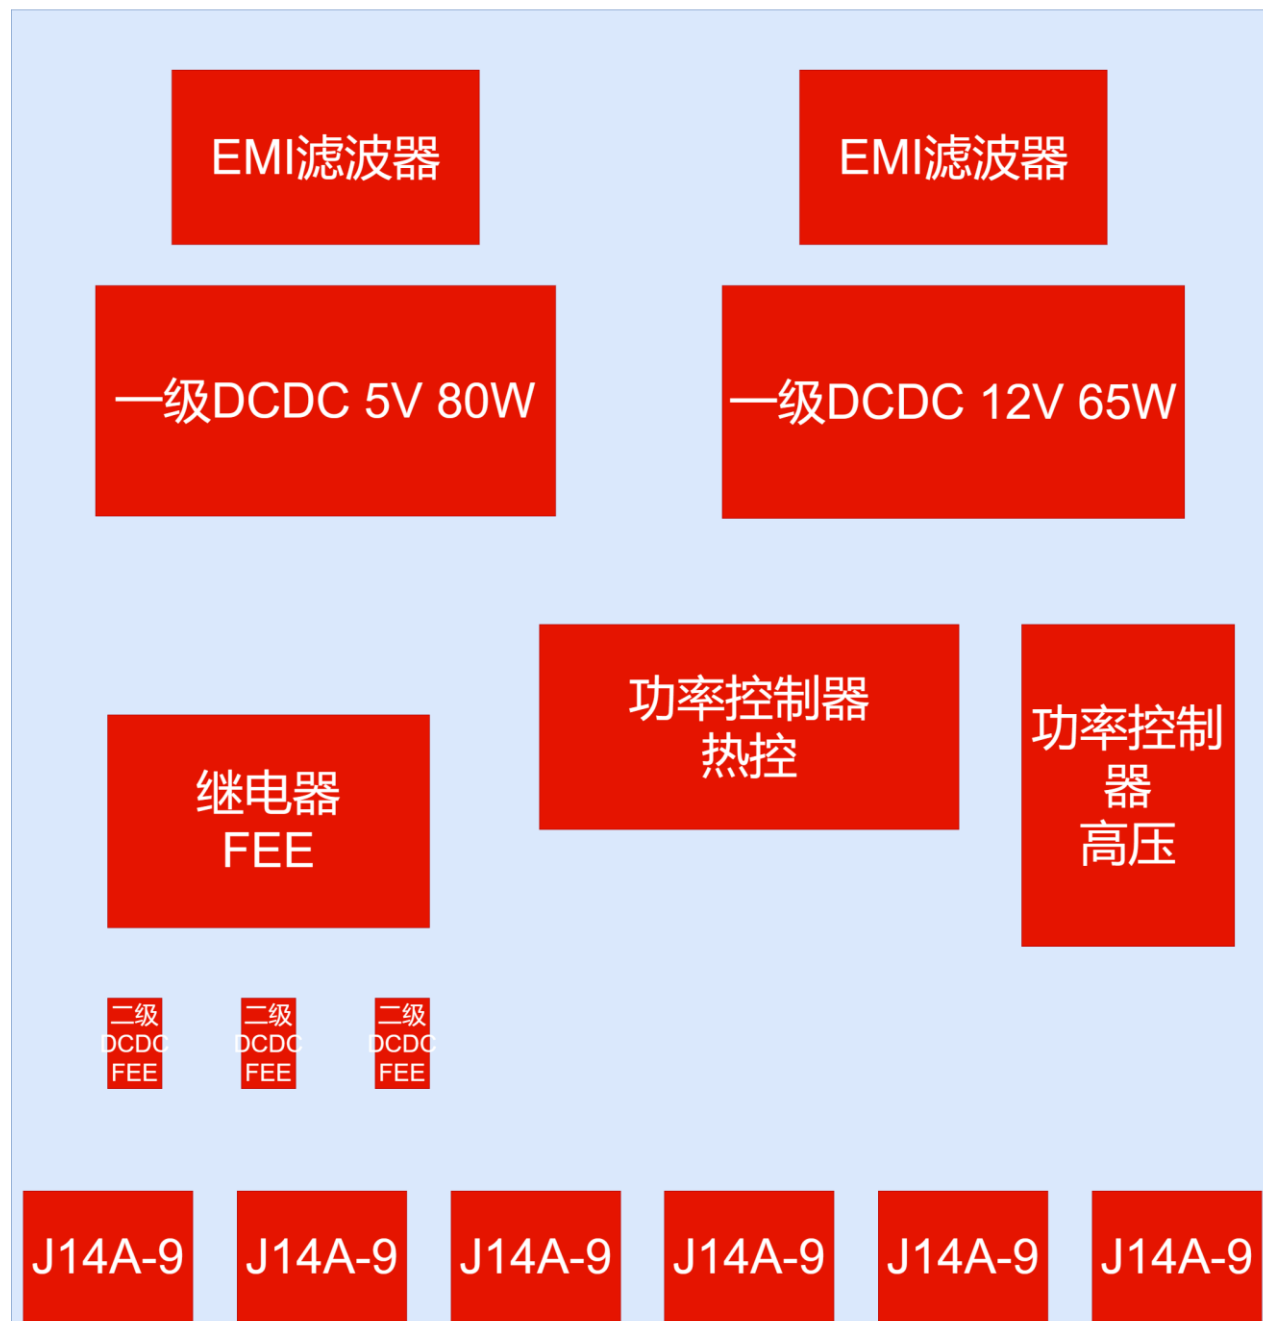 EMI滤波器
EMI滤波器
一级DCDC 5V 80W
一级DCDC 12V 65W
功率控制器
热控
功率控制
器
高压
继电器
FEE
二级
DCDC
FEE
二级
DCDC
FEE
二级
DCDC
FEE
J14A-9
J14A-9
J14A-9
J14A-9
J14A-9
J14A-9